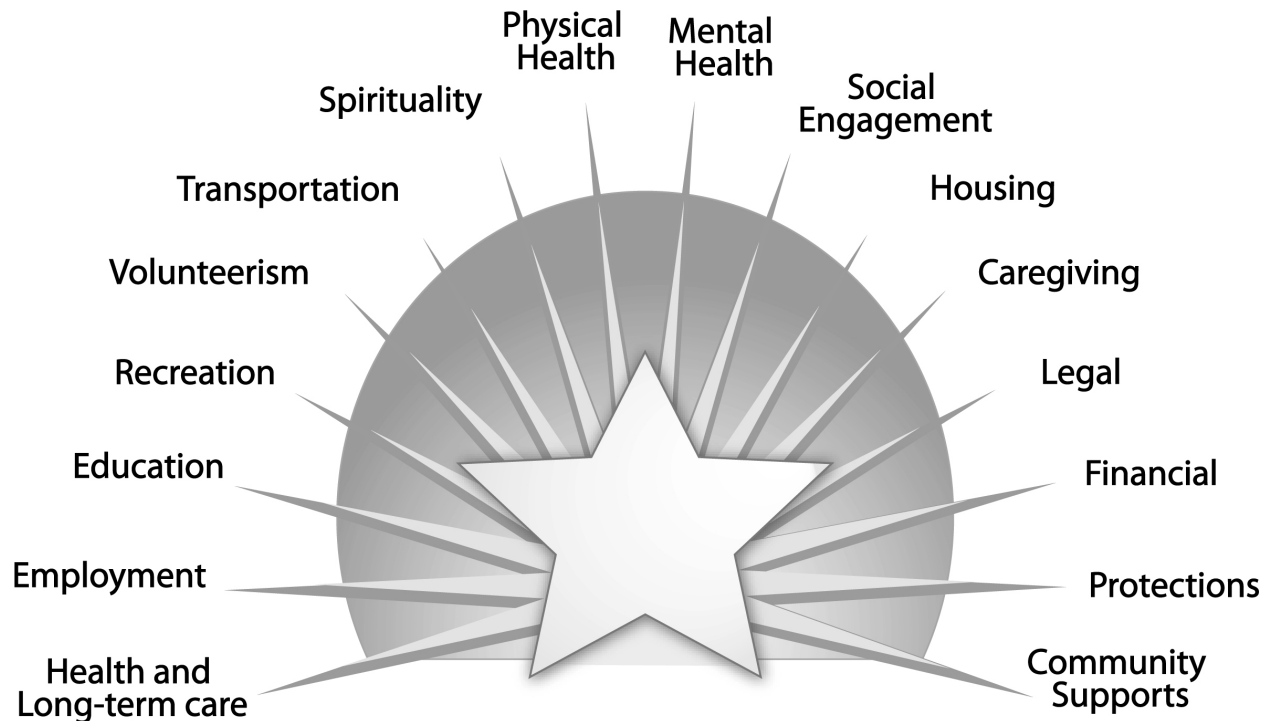 Physical
Health
Mental
Health
Spirituality
Social
Engagement
Transportation
Housing
Volunteerism
Caregiving
Recreation
Legal
Education
Financial
Employment
Protections
Health and
Long-term care
Community
Supports